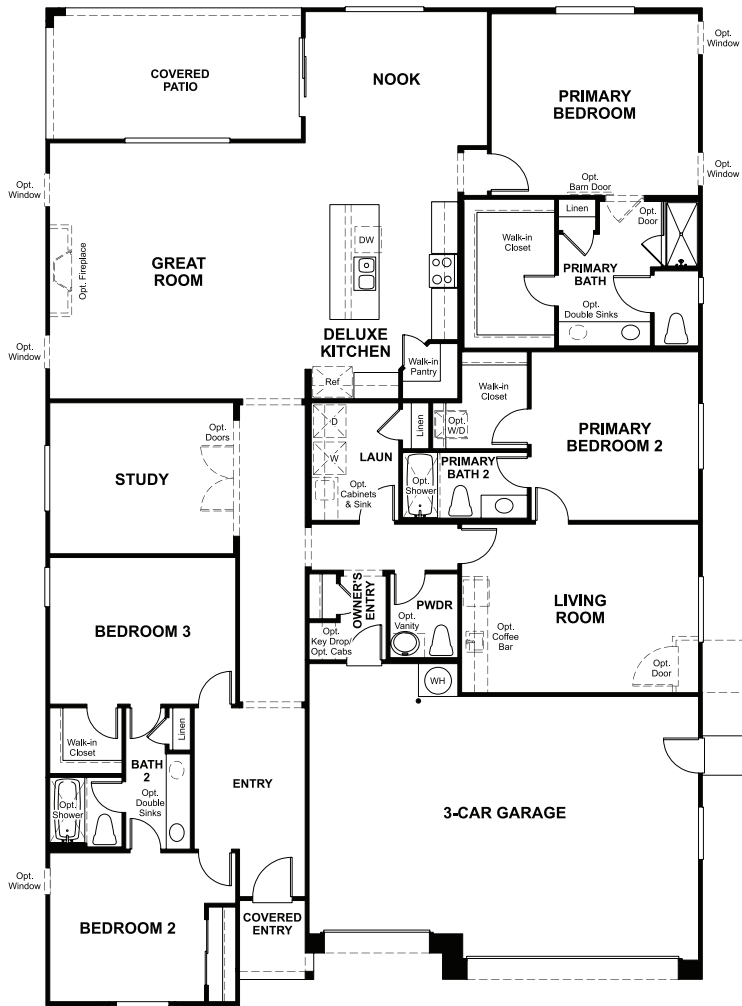 COVERED
PATIO
NOOK
PRIMARY
BEDROOM
Opt.
Window
Opt.
Window
Opt.
Window
Opt.
Barn Door
Linen
Opt.
Door
Walk-in
Closet
PRIMARY
BATH
Opt.
Double Sinks
Opt. Fireplace
GREAT
ROOM
DW
DELUXE
KITCHEN
Opt.
Window
Walk-in
Pantry
Ref
Walk-in
Closet
Opt.
Doors
D
W
LAUN
Linen
Opt.
W/D
PRIMARY
BEDROOM 2
STUDY
Opt.
Cabinets
& Sink
PRIMARY
BATH 2
Opt.
Shower
OWNER'S
ENTRY
PWDR
Opt.
Vanity
LIVING
ROOM
Opt.
Coffee
Bar
Opt.
Door
BEDROOM 3
Opt.
Key Drop/
Opt. Cabs
WH
Walk-in
Closet
Linen
BATH
2
Opt.
Double
Sinks
Opt.
Shower
ENTRY
3-CAR GARAGE
Opt.
Window
BEDROOM 2
COVERED
ENTRY